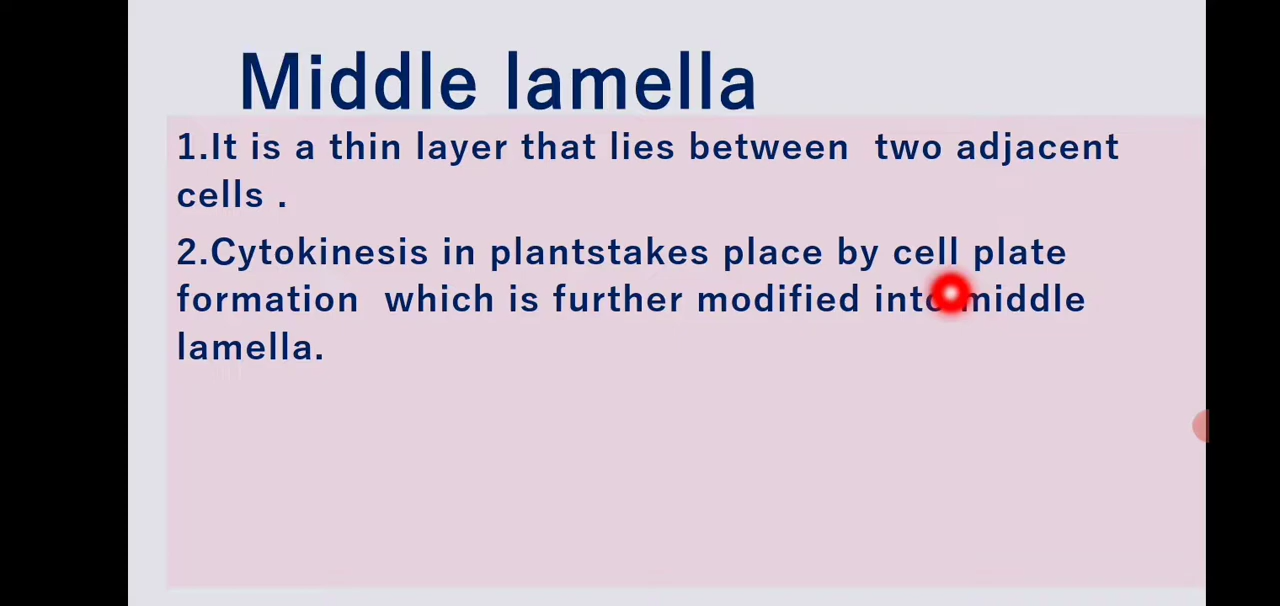 Middle lamella
1.It is a thin layer that lies between two adjacent
cells .
2.Cytokinesis in plantstakes place by cell plate
formation which is further modified into middle
lamella.